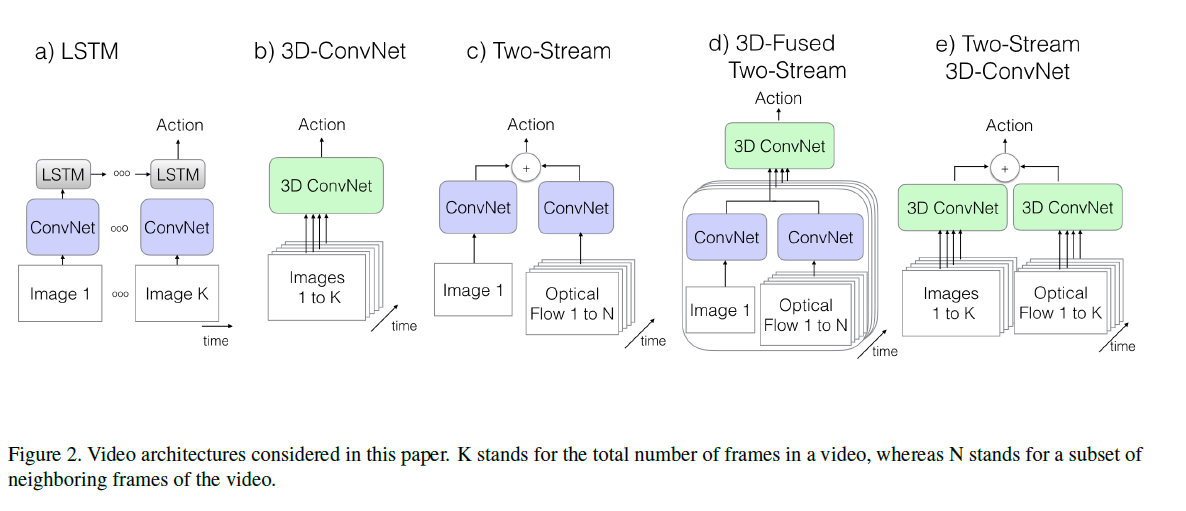 a) LSTM
Action
LSTM
ooo
LSTM
ConvNet
ooo
ConvNet
Image 1
ooo
Image K
time
b) 3D-ConvNet
Action
3D ConvNet
Images
1 to K
time
c) Two-Stream
Action
+
ConvNet
ConvNet
Image 1
Optical
Flow 1 to N
time
d) 3D-Fused
Two-Stream
Action
3D ConvNet
ConvNet
ConvNet
Image 1
Optical
Flow 1 to N
time
e) Two-Stream
3D-ConvNet
Action
+
3D ConvNet
3D ConvNet
Images
1 to K
Optical
Flow 1 to K
time
Figure 2. Video architectures considered in this paper. K stands for the total number of frames in a video, whereas N stands for a subset of
neighboring frames of the video.